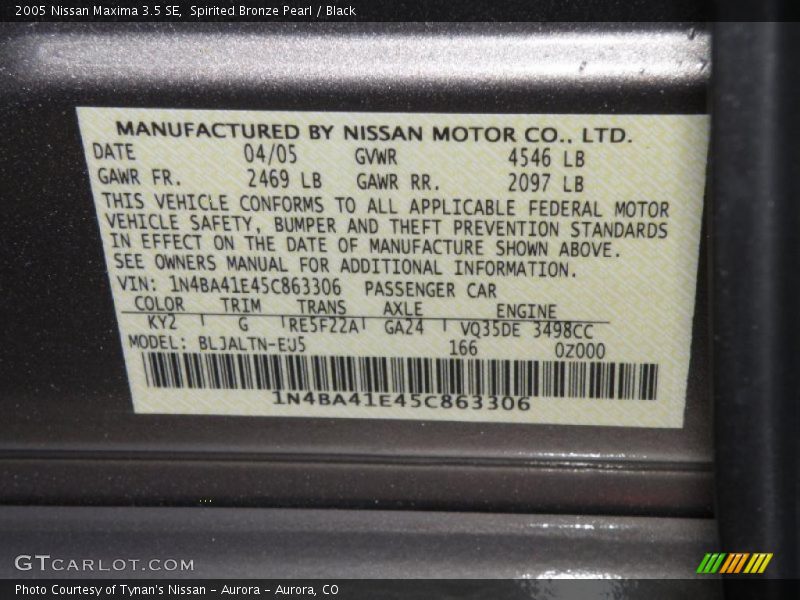 2005 Nissan Maxima 3.5 SE, Spirited Bronze Pearl / Black
MANUFACTURED BY NISSAN MOTOR CO., LTD.
DATE 04/05 GVWR 4546 LB
GAWR FR. 2469 LB GAWR RR. 2097 LB
THIS VEHICLE CONFORMS TO ALL APPLICABLE FEDERAL MOTOR
VEHICLE SAFETY, BUMPER AND THEFT PREVENTION STANDARDS
IN EFFECT ON THE DATE OF MANUFACTURE SHOWN ABOVE.
SEE OWNERS MANUAL FOR ADDITIONAL INFORMATION.
VIN: 1N4BA41E45C863306 PASSENGER CAR
COLOR TRIM TRANS AXLE ENGINE
KY2 G RE5F22A GA24 VQ35DE 3498CC
MODEL: BLJALTN-EU5 166 0Z000
1N4BA41E45C863306
GTCARLOT.COM
Photo Courtesy of Tynan's Nissan - Aurora - Aurora, CO